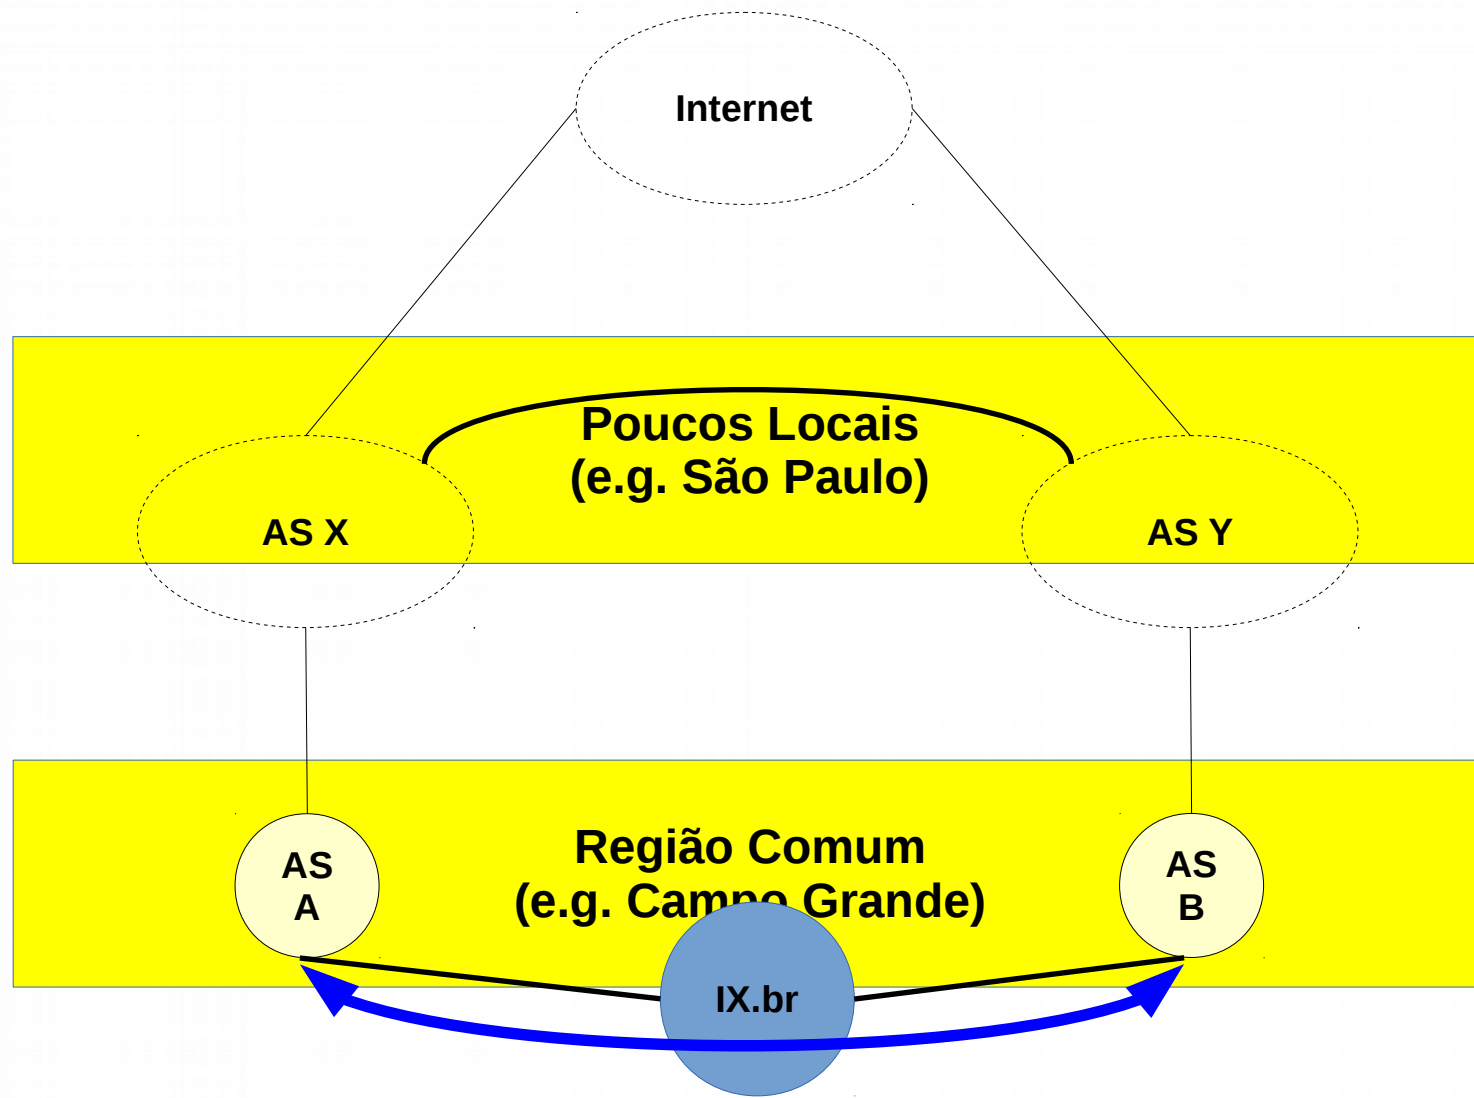 Internet
Poucos Locais
(e.g. São Paulo)
AS X
AS Y
Região Comum
(e.g. Campo Grande)
AS
A
AS
B
IX.br